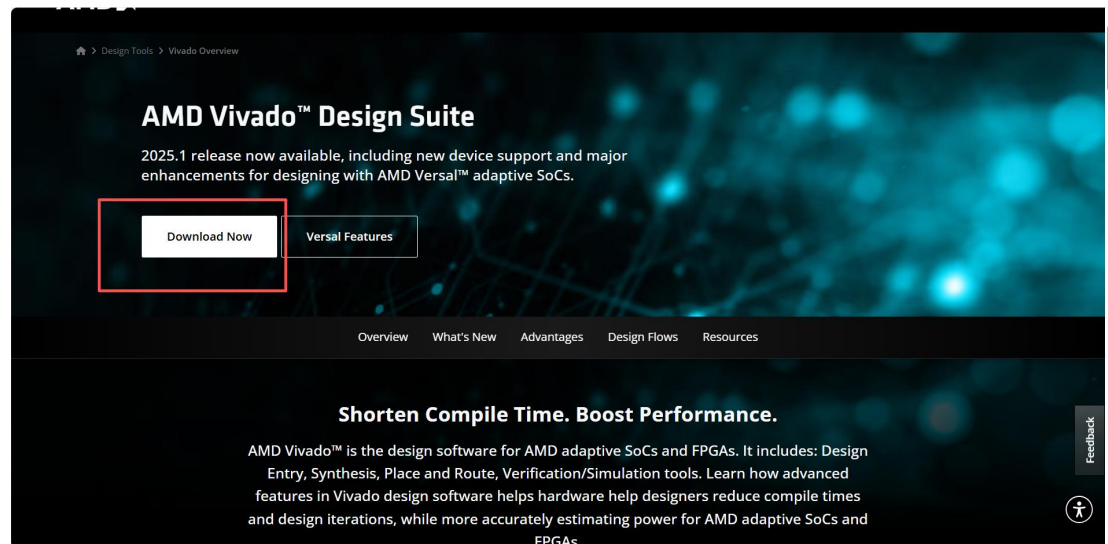 Design Tools > Vivado Overview
AMD Vivado™ Design Suite
2025.1 release now available, including new device support and major
enhancements for designing with AMD Versal™ adaptive SoCs.
Download Now
Versal Features
Overview What's New Advantages Design Flows Resources
Shorten Compile Time. Boost Performance.
AMD Vivado™ is the design software for AMD adaptive SoCs and FPGAs. It includes: Design
Entry, Synthesis, Place and Route, Verification/Simulation tools. Learn how advanced
features in Vivado design software helps hardware help designers reduce compile times
and design iterations, while more accurately estimating power for AMD adaptive SoCs and
FPGAs
Feedback